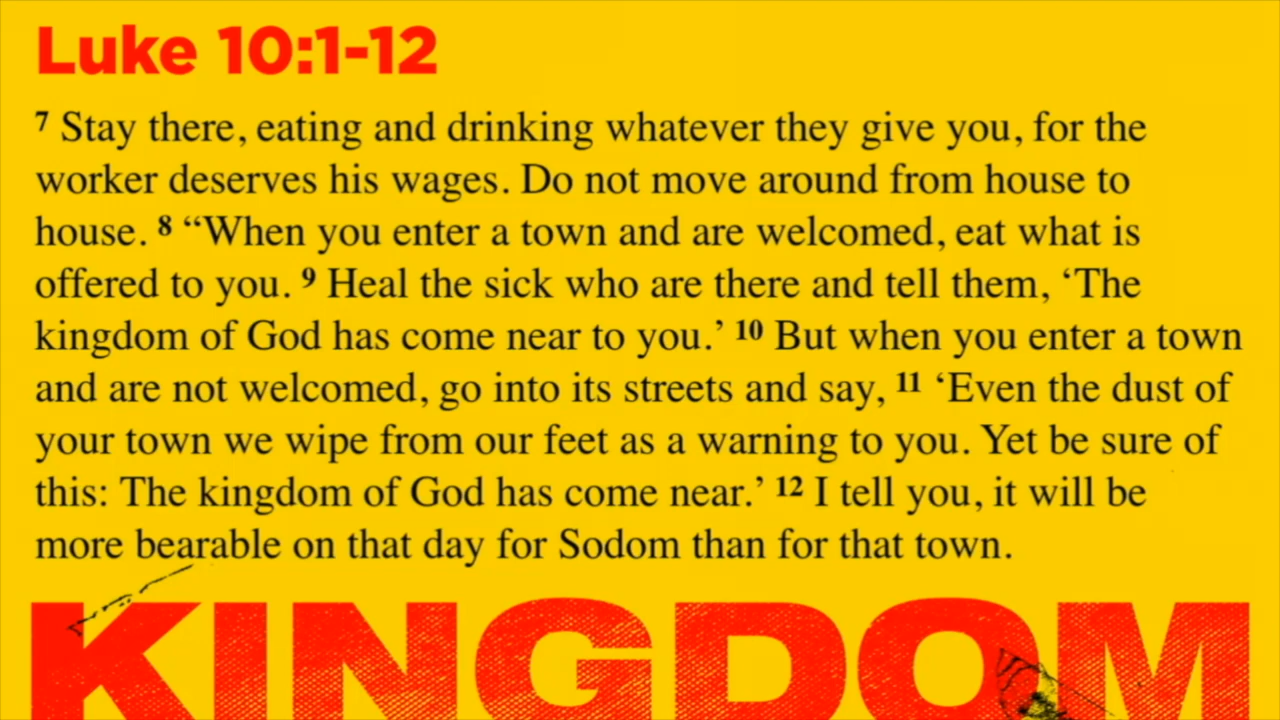 Luke 10:1-12
⁷ Stay there, eating and drinking whatever they give you, for the
worker deserves his wages. Do not move around from house to
house. ⁸ “When you enter a town and are welcomed, eat what is
offered to you. ⁹ Heal the sick who are there and tell them, ‘The
kingdom of God has come near to you.’ ¹⁰ But when you enter a town
and are not welcomed, go into its streets and say, ¹¹ ‘Even the dust of
your town we wipe from our feet as a warning to you. Yet be sure of
this: The kingdom of God has come near.’ ¹² I tell you, it will be
more bearable on that day for Sodom than for that town.
KINGDOM